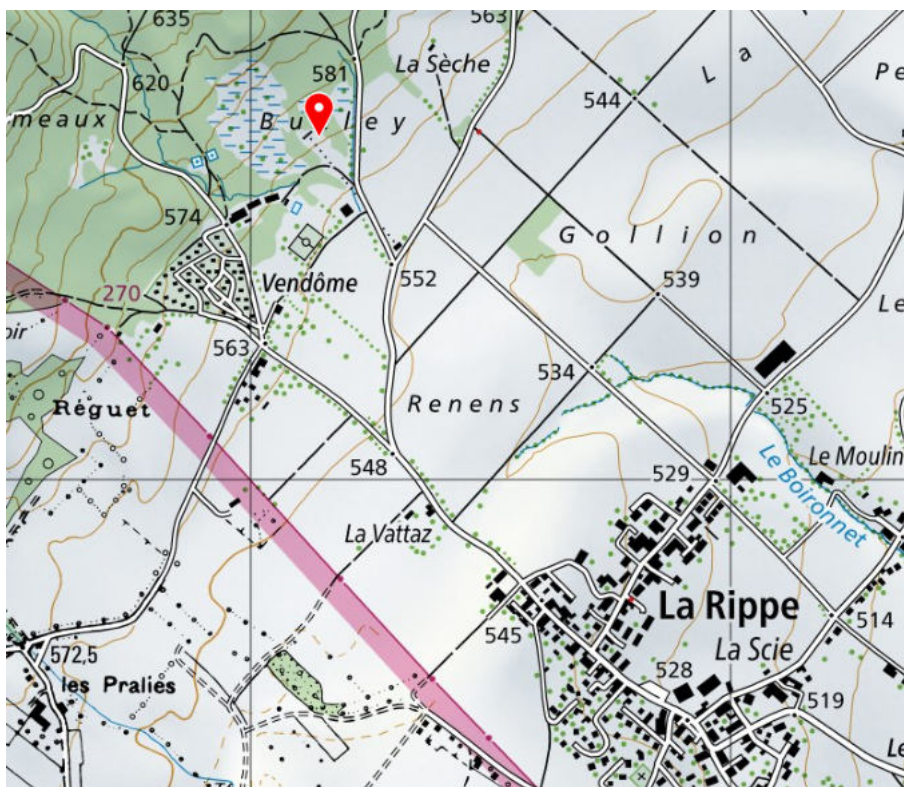 635
563
620
581
La Sèche
544
La
Pe
meaux
Burley
574
Gollion
270
Vendôme
552
539
Le
oir
563
534
Réguet
Renens
525
548
529
Le Moulin
Le Boironnet
La Vattaz
La Rippe
545
514
572,5
La Scie
les Pralies
528
519
Le